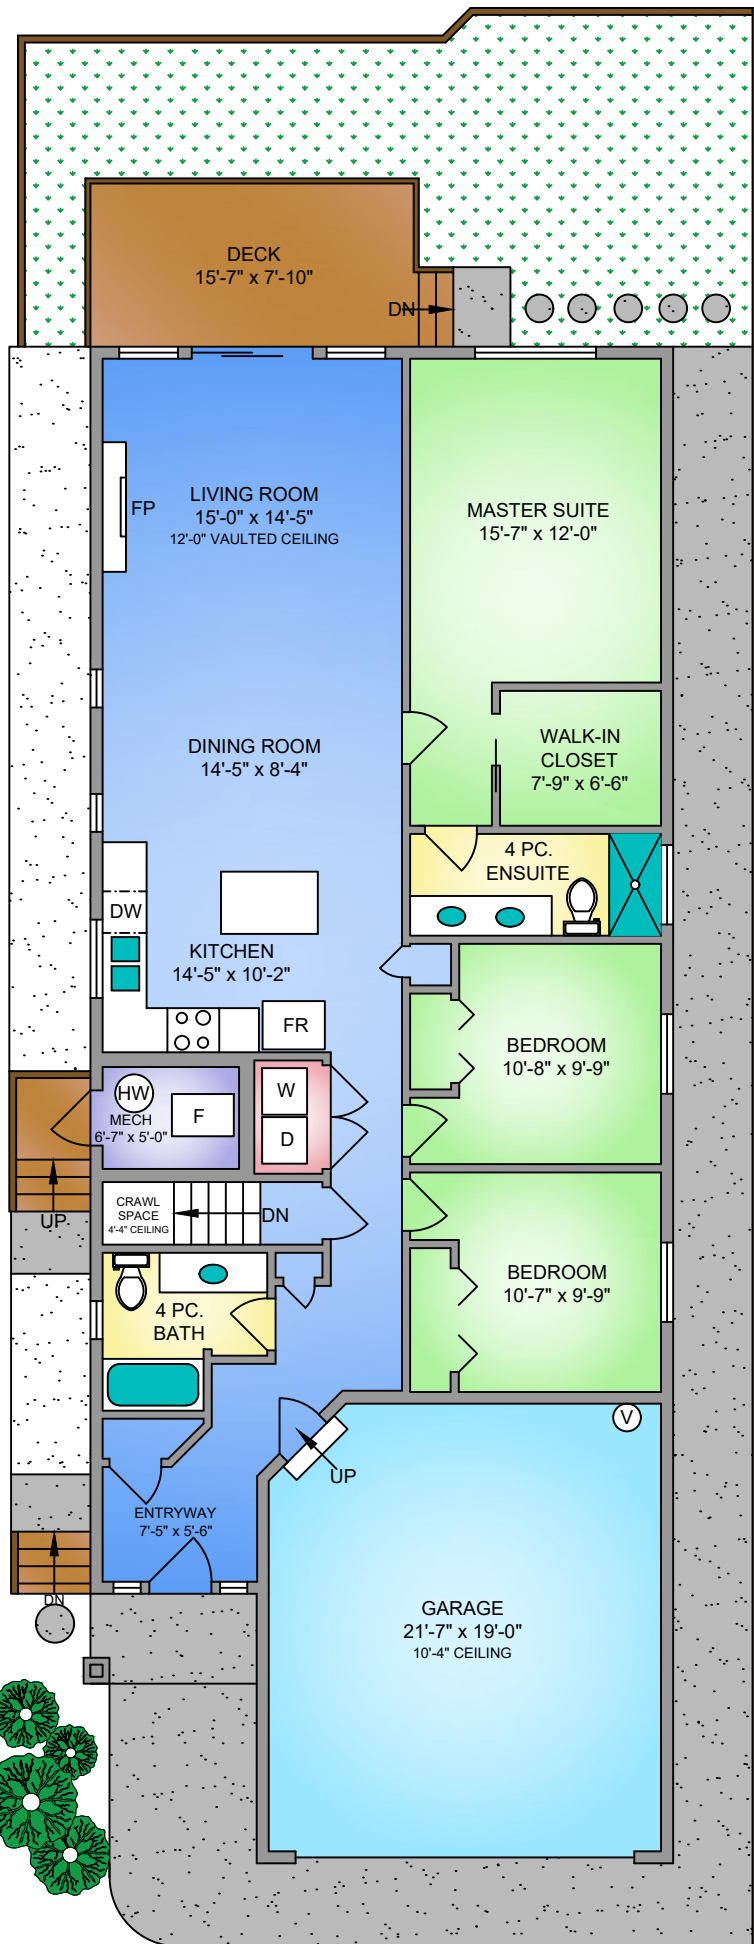 DECK
15'-7" x 7'-10"
DN
LIVING ROOM
15'-0" x 14'-5"
12'-0" VAULTED CEILING
FP
MASTER SUITE
15'-7" x 12'-0"
DINING ROOM
14'-5" x 8'-4"
WALK-IN
CLOSET
7'-9" x 6'-6"
4 PC.
ENSUITE
DW
KITCHEN
14'-5" x 10'-2"
FR
BEDROOM
10'-8" x 9'-9"
HW
MECH
6'-7" x 5'-0"
F
W
D
UP
CRAWL
SPACE
4'-4" CEILING
DN
BEDROOM
10'-7" x 9'-9"
4 PC.
BATH
V
UP
ENTRYWAY
7'-5" x 5'-6"
DN
GARAGE
21'-7" x 19'-0"
10'-4" CEILING